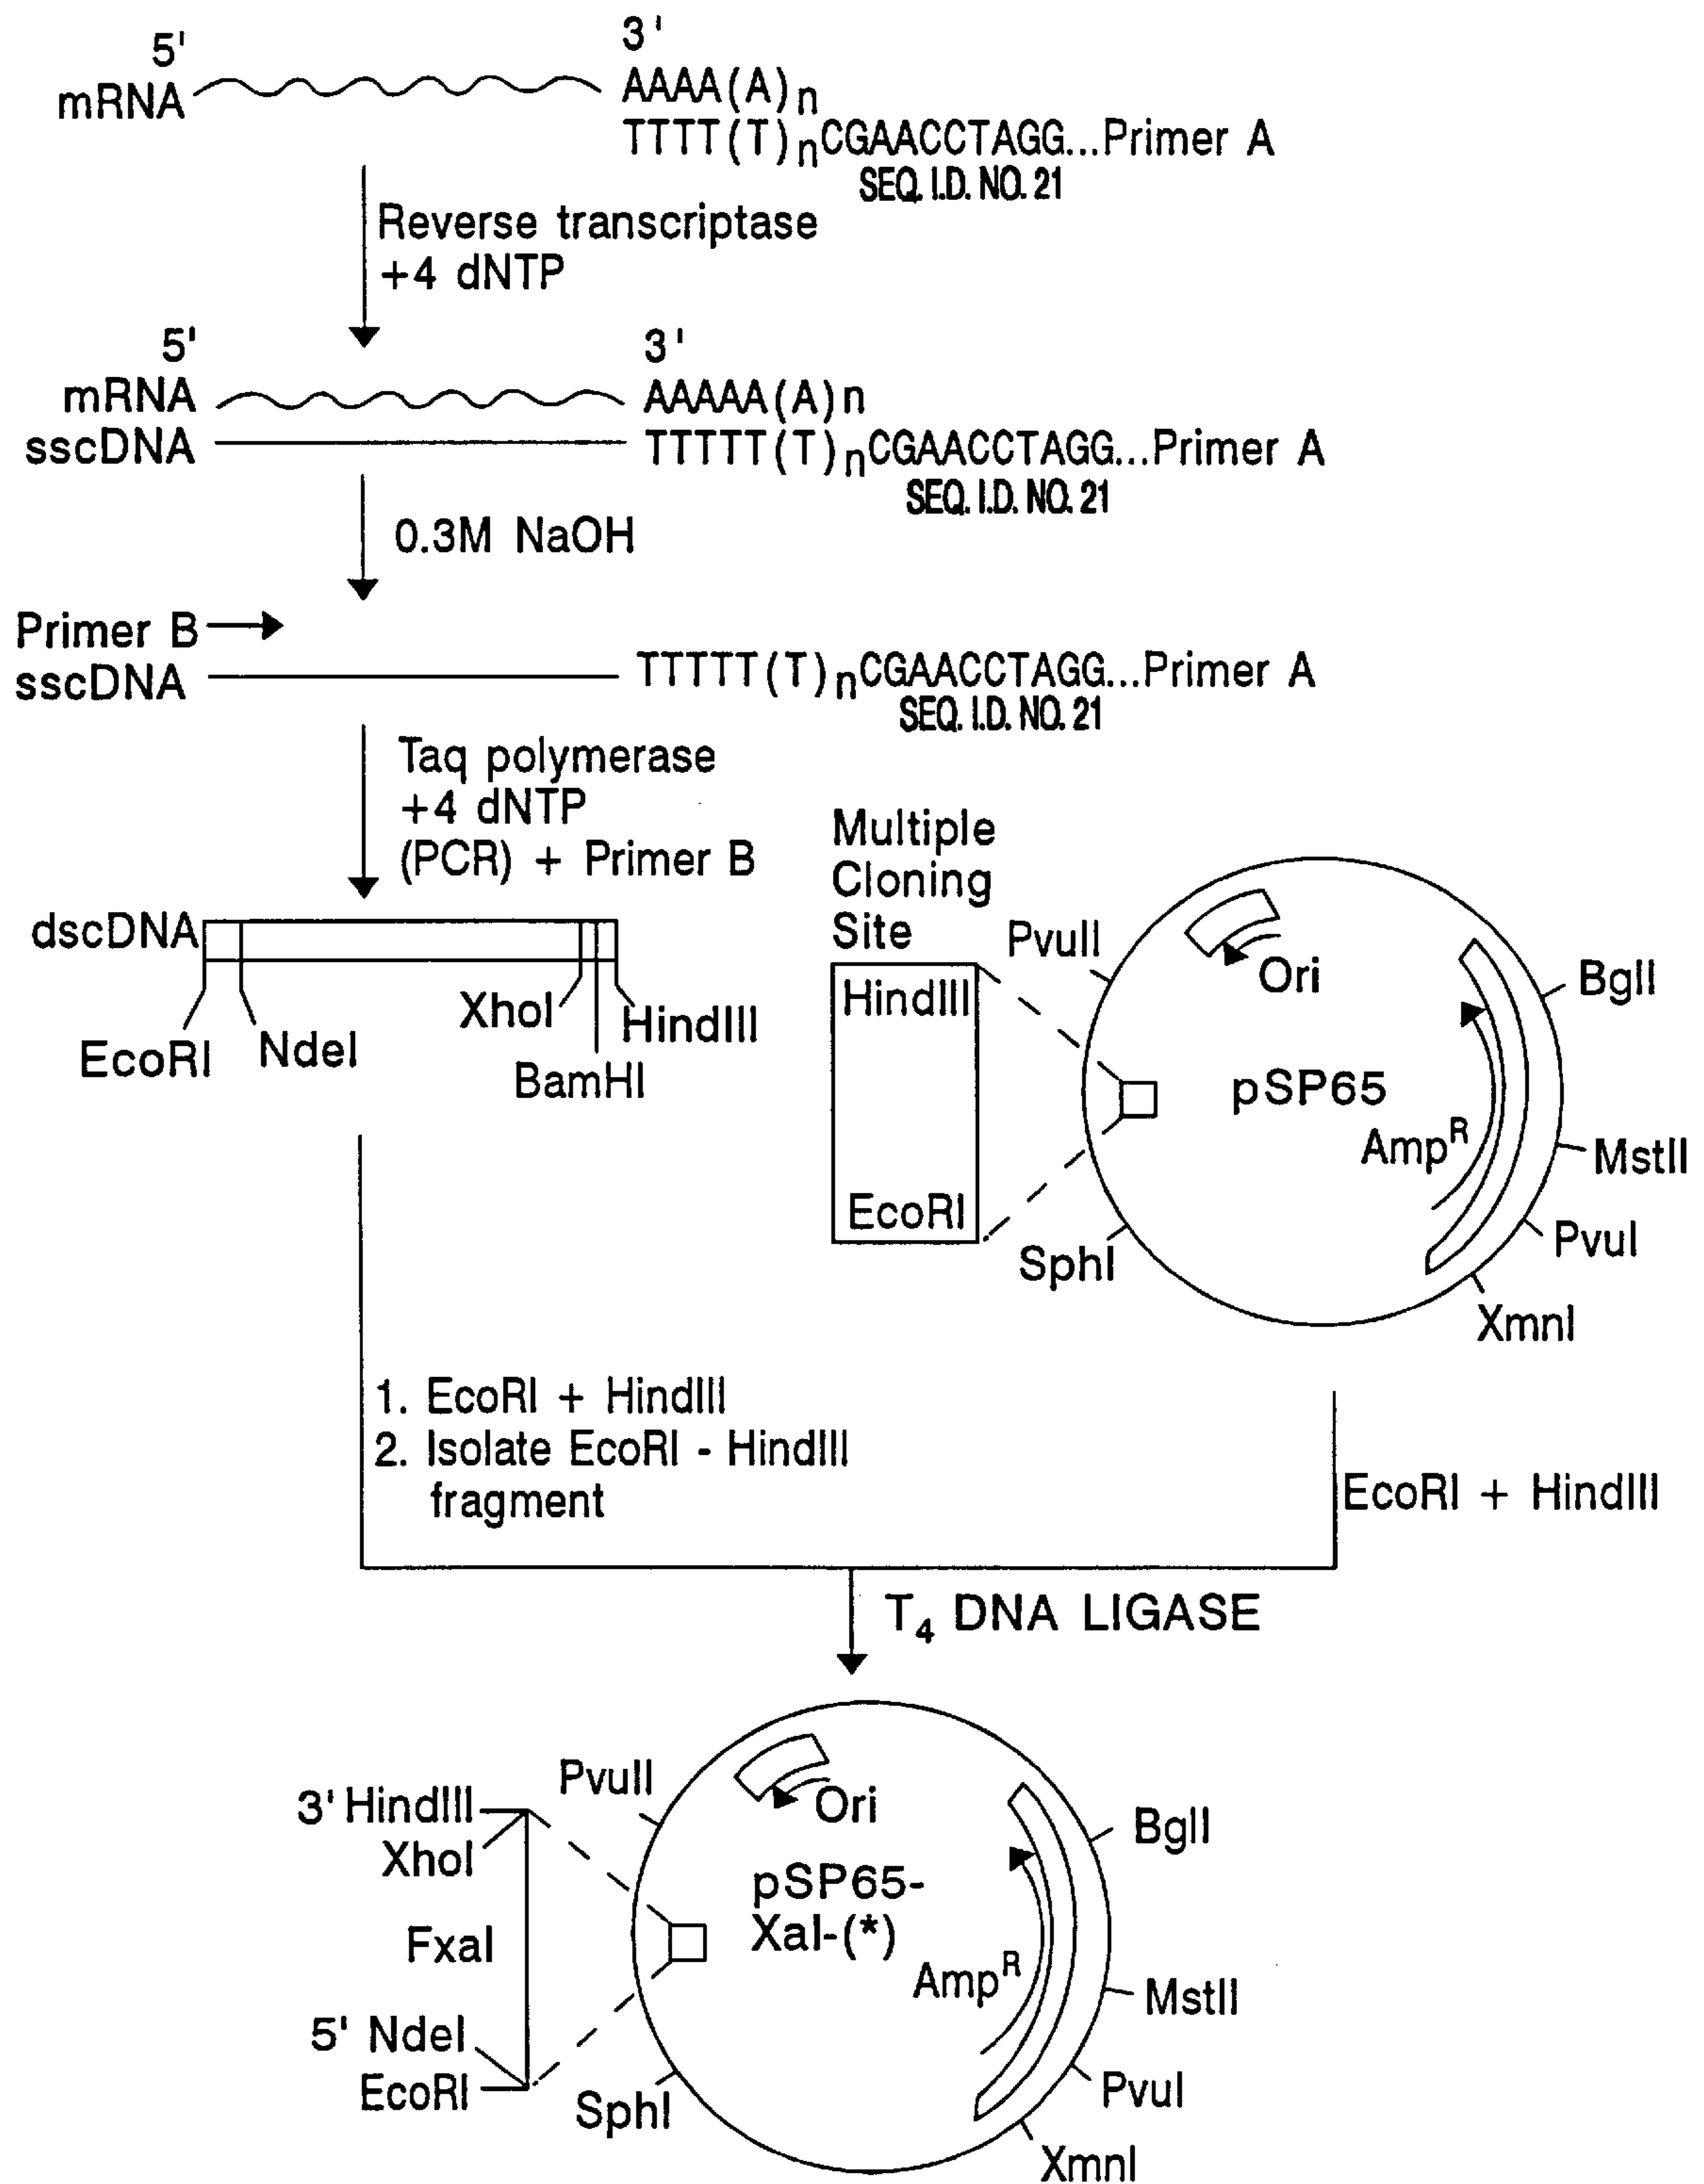 5'
3'
mRNA
AAAA(A)n
TTTT(T)nCGAACCTAGG...Primer A
SEQ. I.D. NO. 21
Reverse transcriptase
+4 dNTP
5'
3'
mRNA
AAAAA(A)n
sscDNA
TTTTT(T)nCGAACCTAGG...Primer A
SEQ. I.D. NO. 21
0.3M NaOH
Primer B
sscDNA
TTTTT(T)nCGAACCTAGG...Primer A
SEQ. I.D. NO. 21
Taq polymerase
+4 dNTP
(PCR) + Primer B
dscDNA
EcoRI
NdeI
XhoI
BamHI
HindIII
Multiple
Cloning
Site
HindIII
EcoRI
PvuII
Ori
BglI
pSP65
AmpR
MstII
PvuI
SphI
XmnI
1. EcoRI + HindIII
2. Isolate EcoRI - HindIII
fragment
EcoRI + HindIII
T4 DNA LIGASE
3' HindIII
XhoI
FxaI
5' NdeI
EcoRI
PvuII
Ori
BglI
pSP65-
XaI-(*)
AmpR
MstII
PvuI
SphI
XmnI